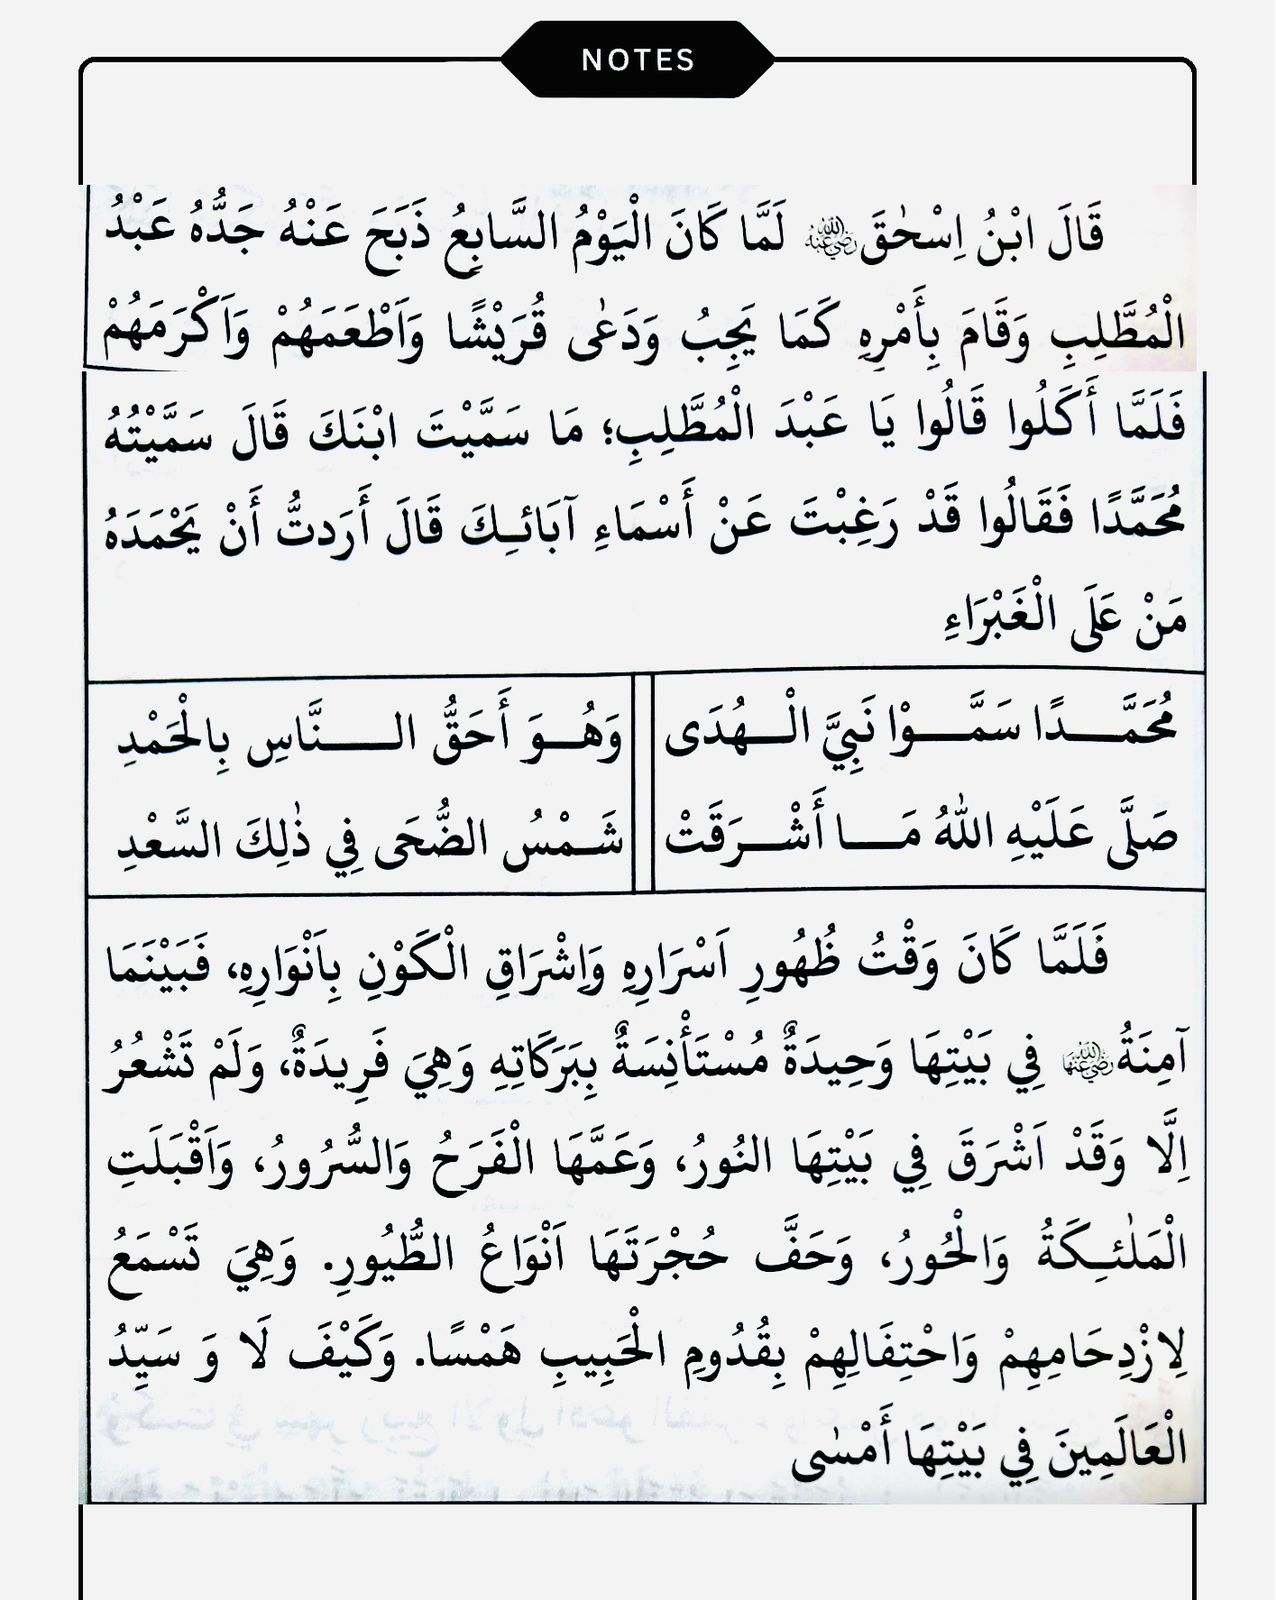 NOTES
قَالَ ابْنُ اِسْحٰقَ رضي الله عنه لَمَّا كَانَ الْيَوْمُ السَّابِعُ ذَبَحَ عَنْهُ جَدُّهُ عَبْدُ
الْمُطَّلِبِ وَقَامَ بِأَمْرِهِ كَمَا يَجِبُ وَدَعٰى قُرَيْشًا وَاَطْعَمَهُمْ وَاَكْرَمَهُمْ
فَلَمَّا أَكَلُوا قَالُوا يَا عَبْدَ الْمُطَّلِبِ؛ مَا سَمَّيْتَ ابْنَكَ قَالَ سَمَّيْتُهُ
مُحَمَّدًا فَقَالُوا قَدْ رَغِبْتَ عَنْ أَسْمَاءِ آبَائِكَ قَالَ أَرَدتُّ أَنْ يَحْمَدَهُ
مَنْ عَلَى الْغَبْرَاءِ
مُحَمَّدًا سَمَّوْا نَبِيَّ الْهُدَى وَهُوَ أَحَقُّ النَّاسِ بِالْحَمْدِ
صَلَّى عَلَيْهِ اللهُ مَا أَشْرَقَتْ شَمْسُ الضُّحَى فِي ذٰلِكَ السَّعْدِ
فَلَمَّا كَانَ وَقْتُ ظُهُورِ اَسْرَارِهِ وَاِشْرَاقِ الْكَوْنِ بِاَنْوَارِهِ، فَبَيْنَمَا
آمِنَةُ رضي الله عنها فِي بَيْتِهَا وَحِيدَةٌ مُسْتَأْنِسَةٌ بِبَرَكَاتِهِ وَهِيَ فَرِيدَةٌ، وَلَمْ تَشْعُرُ
اِلَّا وَقَدْ اَشْرَقَ فِي بَيْتِهَا النُورُ، وَعَمَّهَا الْفَرَحُ وَالسُّرُورُ، وَاَقْبَلَتِ
الْمَلٰئِكَةُ وَالْحُورُ، وَحَفَّ حُجْرَتَهَا اَنْوَاعُ الطُّيُورِ. وَهِيَ تَسْمَعُ
لِازْدِحَامِهِمْ وَاحْتِفَالِهِمْ بِقُدُومِ الْحَبِيبِ هَمْسًا. وَكَيْفَ لَا وَ سَيِّدُ
الْعَالَمِينَ فِي بَيْتِهَا أَمْسٰى